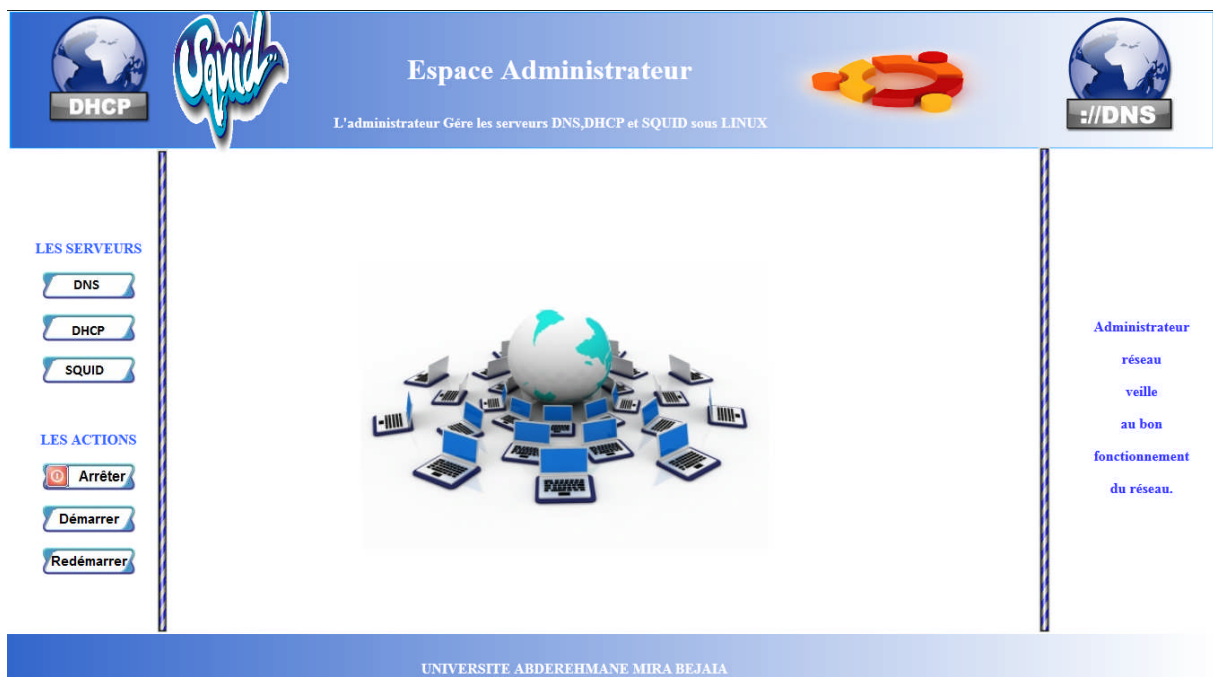 DHCP
Squid
Espace Administrateur
L'administrateur Gére les serveurs DNS,DHCP et SQUID sous LINUX
://DNS
LES SERVEURS
DNS
DHCP
SQUID
LES ACTIONS
Arrêter
Démarrer
Redémarrer
Administrateur
réseau
veille
au bon
fonctionnement
du réseau.
UNIVERSITE ABDEREHMANE MIRA BEJAIA